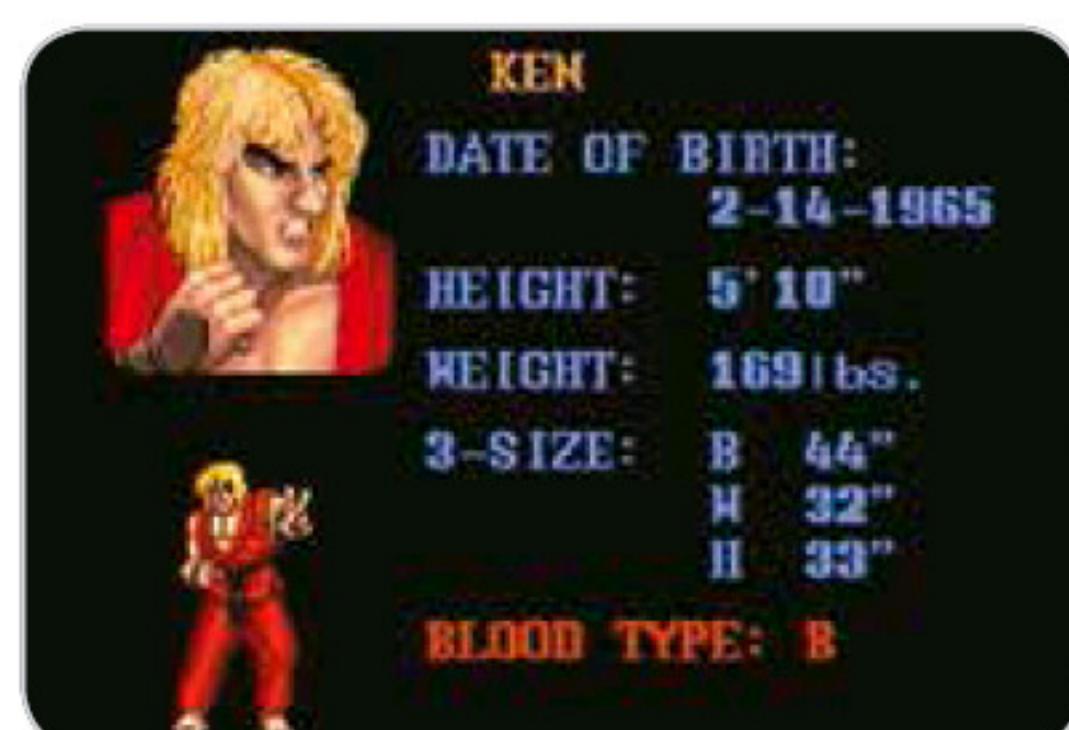 KEN
DATE OF BIRTH:
2-14-1965
HEIGHT: 5'10"
WEIGHT: 169lbs.
3-SIZE: B 44"
W 32"
H 33"
BLOOD TYPE: B